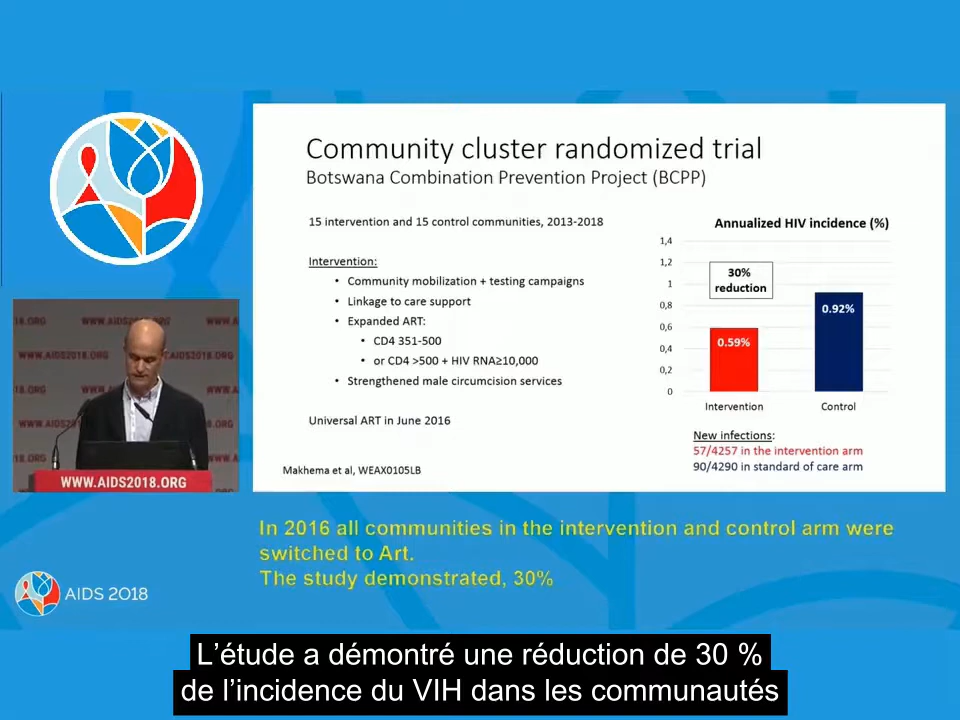 Community cluster randomized trial
Botswana Combination Prevention Project (BCPP)
15 intervention and 15 control communities, 2013-2018
Intervention:
• Community mobilization + testing campaigns
• Linkage to care support
• Expanded ART:
• CD4 351-500
• or CD4 >500 + HIV RNA≥10,000
• Strengthened male circumcision services
Universal ART in June 2016
Makhema et al, WEAX0105LB
Annualized HIV incidence (%)
1,4
1,2
1
0,8
0,6
0,4
0,2
0
30%
reduction
0.59%
0.92%
Intervention
Control
New infections:
57/4257 in the intervention arm
90/4290 in standard of care arm
WWW.AIDS2018.ORG
WWW.AIDS2018.ORG
WWW.AIDS2018.ORG
In 2016 all communities in the intervention and control arm were
switched to Art.
The study demonstrated, 30%
AIDS 2018
L’étude a démontré une réduction de 30 %
de l’incidence du VIH dans les communautés